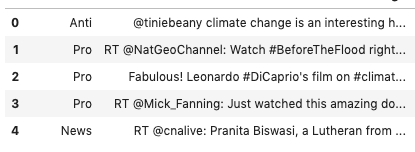 0 Anti @tiniebeany climate change is an interesting h...
1 Pro RT @NatGeoChannel: Watch #BeforeTheFlood right...
2 Pro Fabulous! Leonardo #DiCaprio's film on #climat...
3 Pro RT @Mick_Fanning: Just watched this amazing do...
4 News RT @cnalive: Pranita Biswasi, a Lutheran from ...